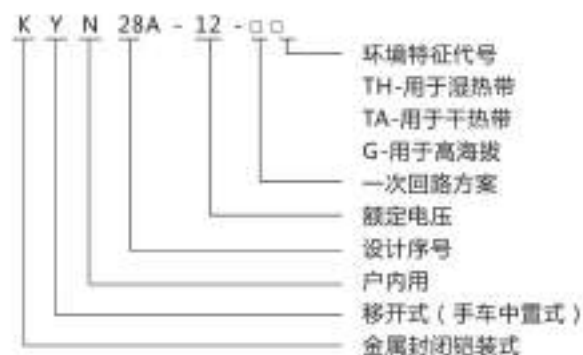 K Y N 28A - 12 - □ □
环境特征代号
TH-用于湿热带
TA-用于干热带
G-用于高海拔
一次回路方案
额定电压
设计序号
户内用
移开式（手车中置式）
金属封闭铠装式